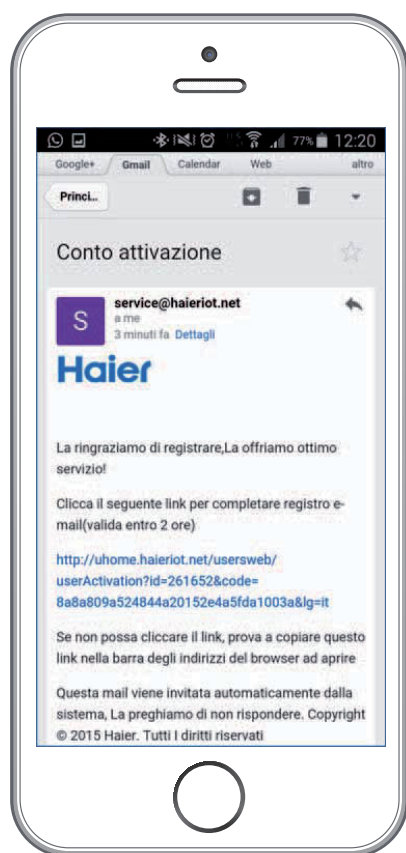 77% 12:20
Google+ Gmail Calendar Web altro
Princi...
Conto attivazione
S
service@haieriot.net
a me
3 minuti fa Dettagli
Haier
La ringraziamo di registrare,La offriamo ottimo
servizio!
Clicca il seguente link per completare registro e-
mail(valida entro 2 ore)
http://uhome.haieriot.net/usersweb/
userActivation?id=261652&code=
8a8a809a524844a20152e4a5fda1003a&lg=it
Se non possa cliccare il link, prova a copiare questo
link nella barra degli indirizzi del browser ad aprire
Questa mail viene invitata automaticamente dalla
sistema, La preghiamo di non rispondere. Copyright
© 2015 Haier. Tutti I diritti riservati